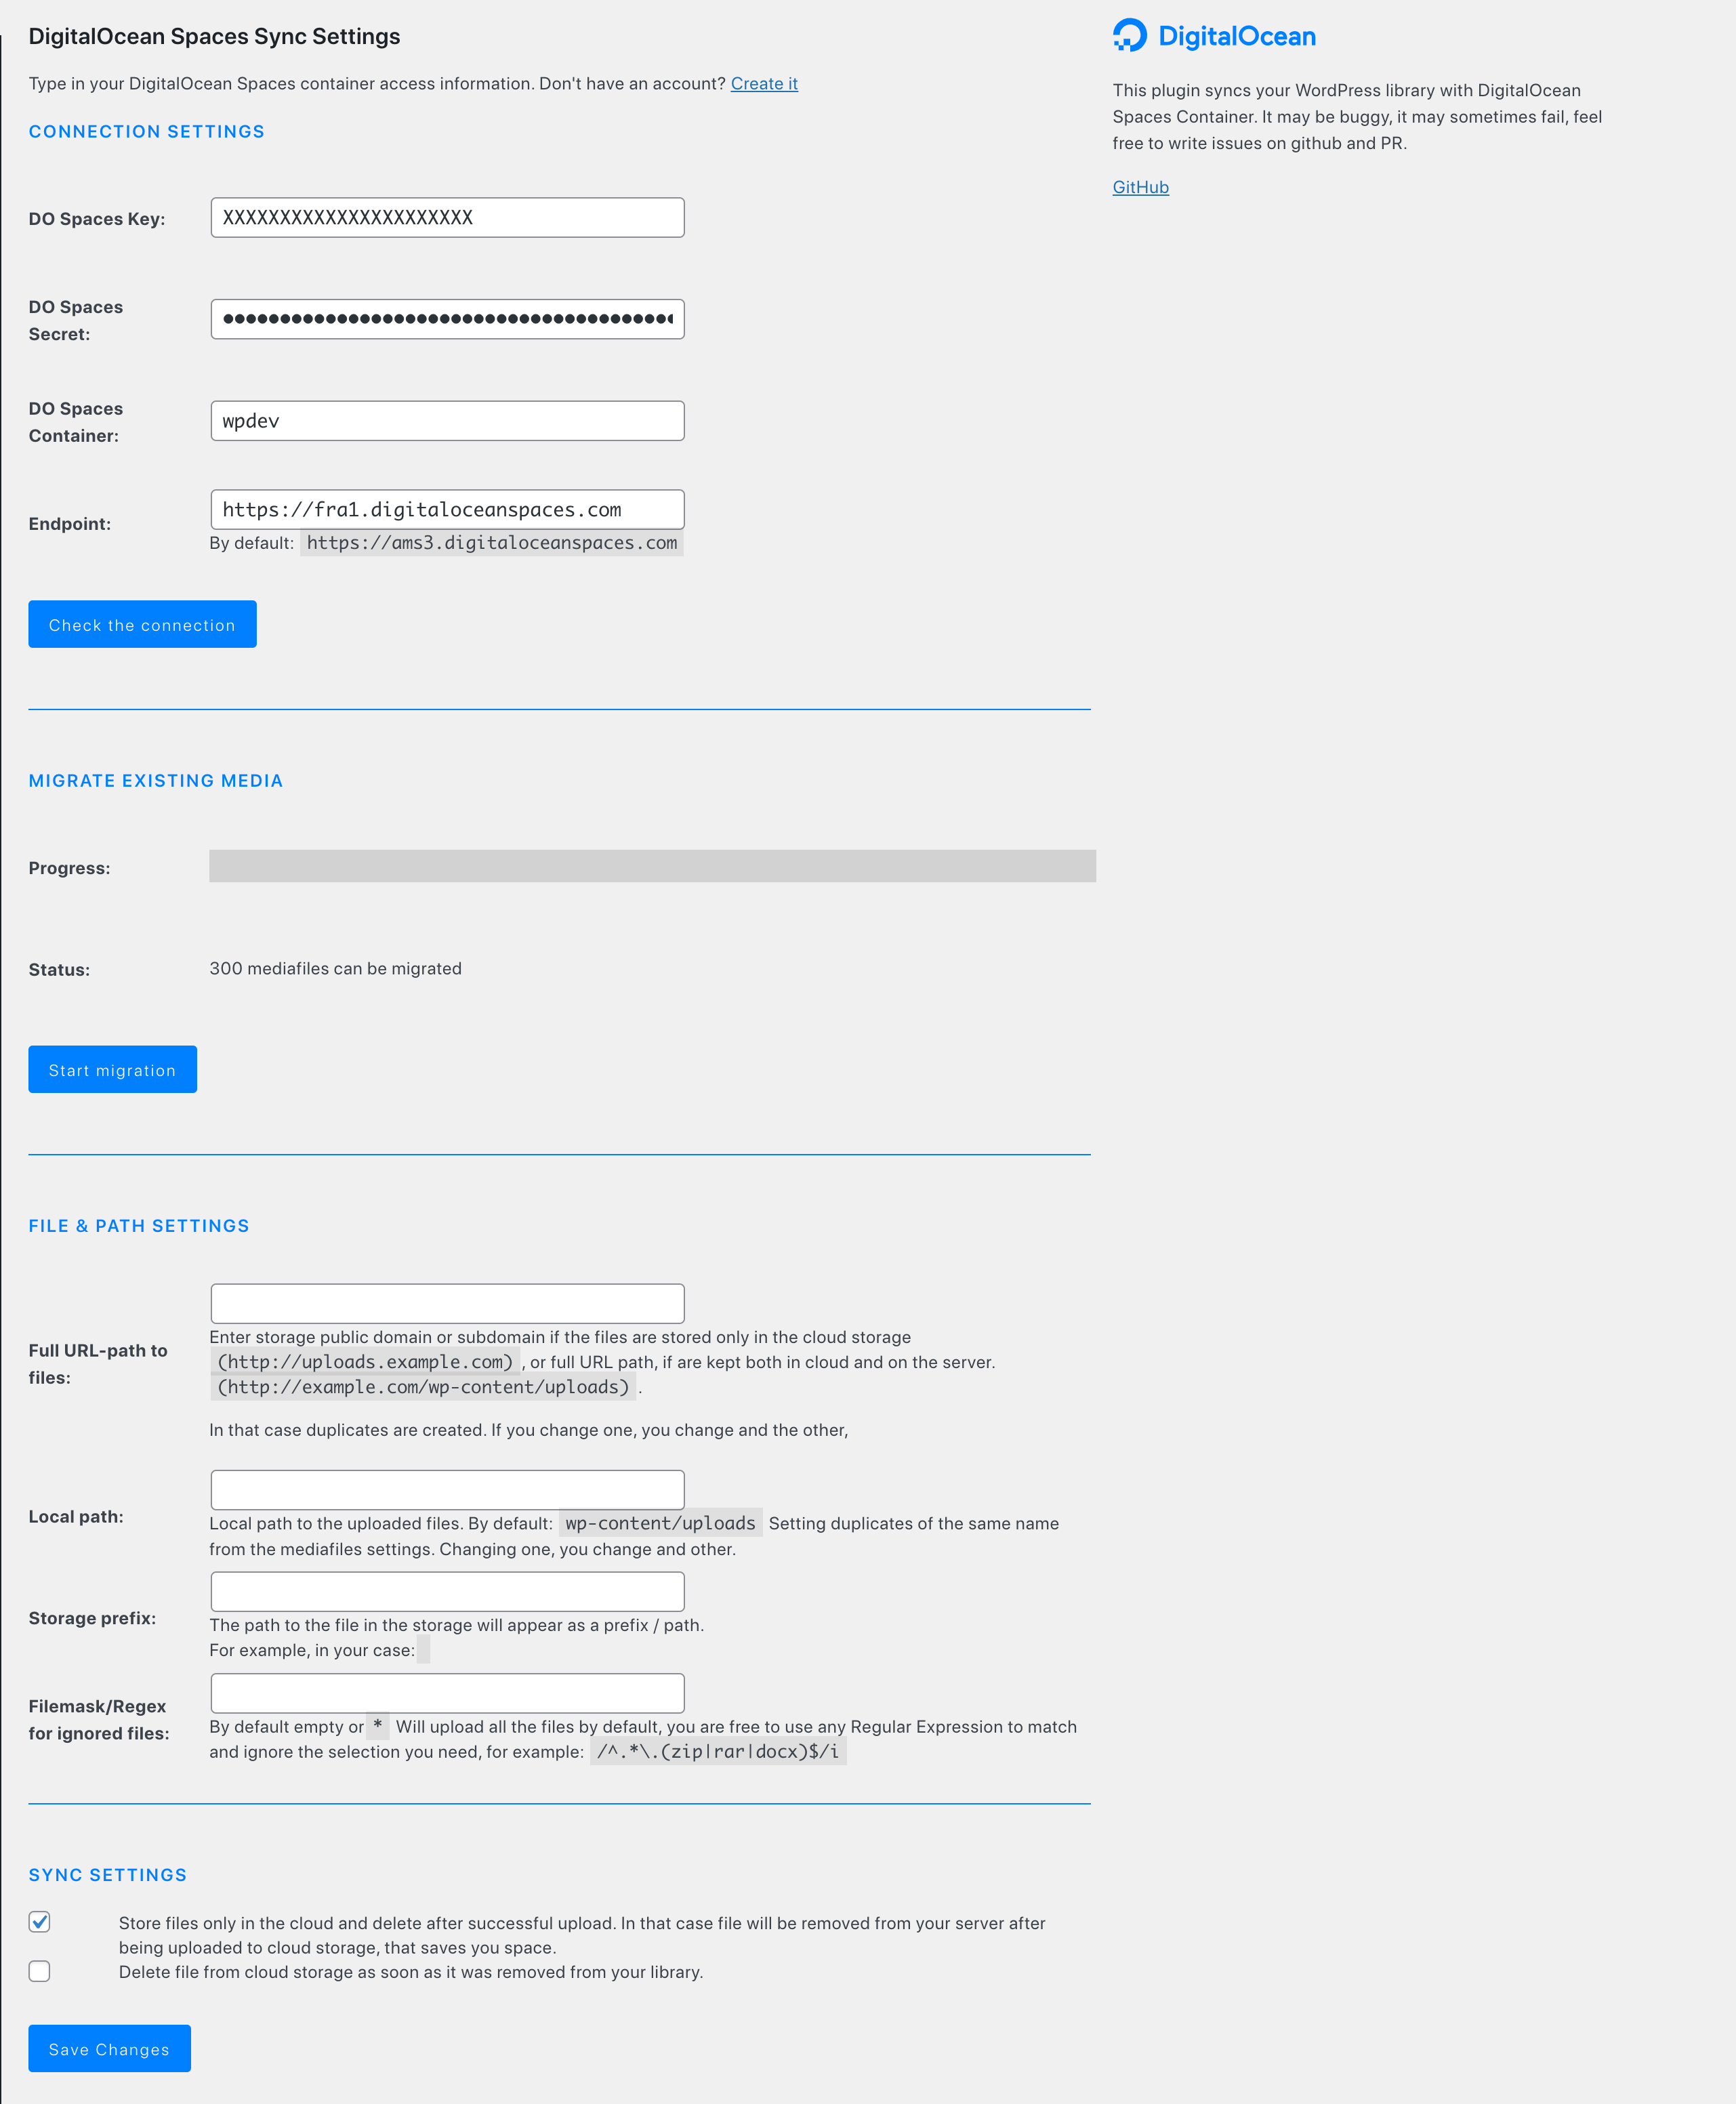 DigitalOcean Spaces Sync Settings
Type in your DigitalOcean Spaces container access information. Don't have an account? Create it
CONNECTION SETTINGS
DO Spaces Key:
XXXXXXXXXXXXXXXXXXXXXX
DO Spaces
Secret:
DO Spaces
Container:
wpdev
Endpoint:
https://fra1.digitaloceanspaces.com
By default: https://ams3.digitaloceanspaces.com
Check the connection
MIGRATE EXISTING MEDIA
Progress:
Status:
300 mediafiles can be migrated
Start migration
FILE & PATH SETTINGS
Full URL-path to
files:
Enter storage public domain or subdomain if the files are stored only in the cloud storage
(http://uploads.example.com) , or full URL path, if are kept both in cloud and on the server.
(http://example.com/wp-content/uploads) .
In that case duplicates are created. If you change one, you change and the other,
Local path:
Local path to the uploaded files. By default: wp-content/uploads Setting duplicates of the same name
from the mediafiles settings. Changing one, you change and other.
Storage prefix:
The path to the file in the storage will appear as a prefix / path.
For example, in your case:
Filemask/Regex
for ignored files:
By default empty or * Will upload all the files by default, you are free to use any Regular Expression to match
and ignore the selection you need, for example: /^.*\.(zip|rar|docx)$/i
SYNC SETTINGS
Store files only in the cloud and delete after successful upload. In that case file will be removed from your server after
being uploaded to cloud storage, that saves you space.
Delete file from cloud storage as soon as it was removed from your library.
Save Changes
DigitalOcean
This plugin syncs your WordPress library with DigitalOcean
Spaces Container. It may be buggy, it may sometimes fail, feel
free to write issues on github and PR.
GitHub